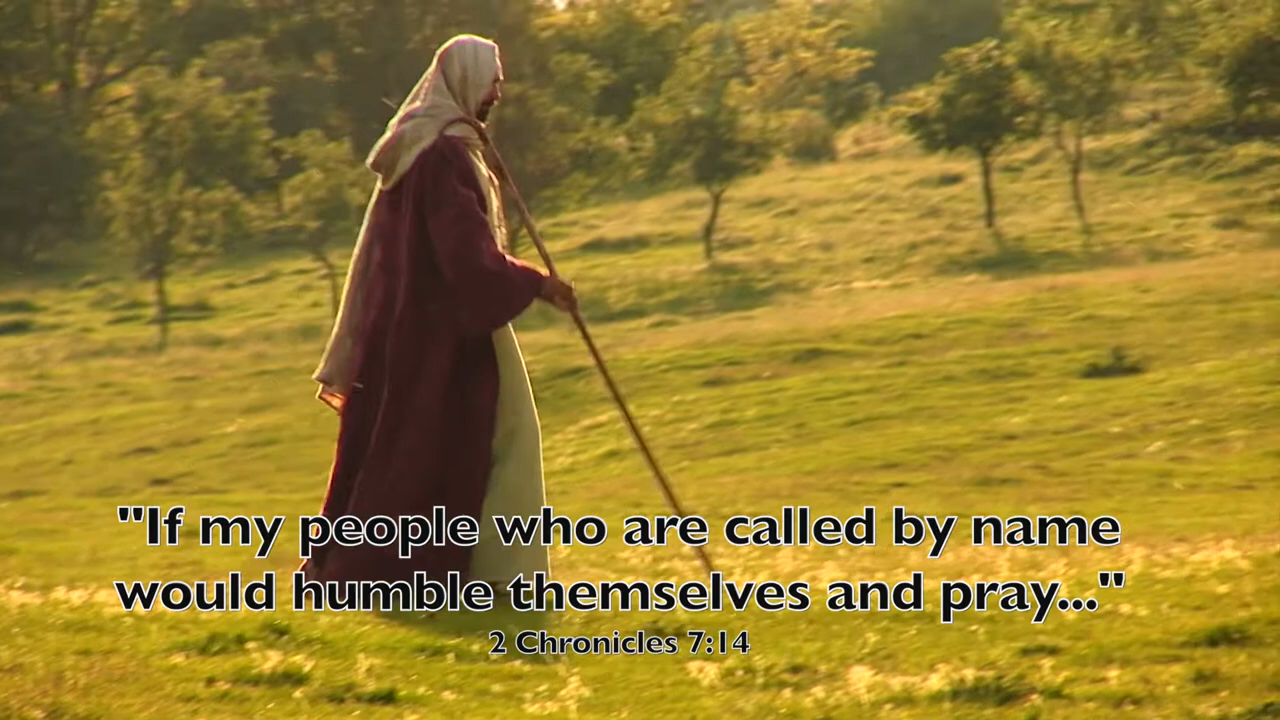 "If my people who are called by name
would humble themselves and pray..."
2 Chronicles 7:14